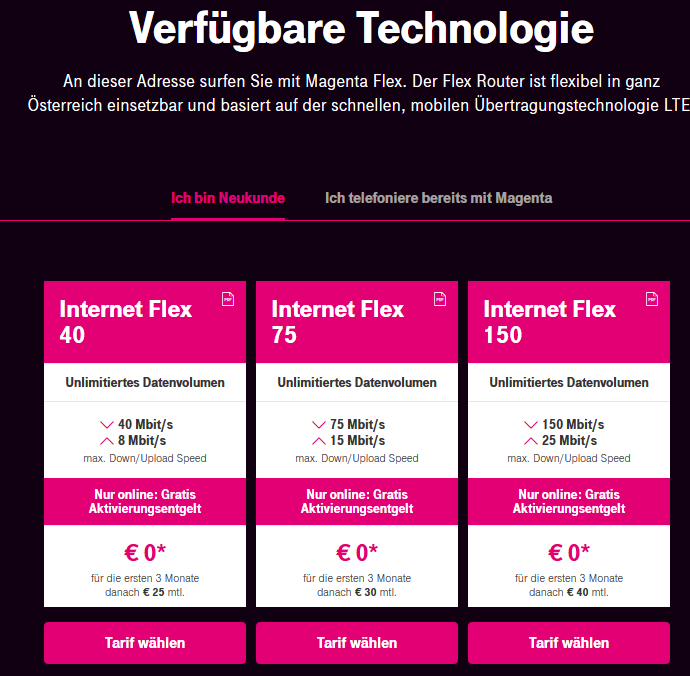 Verfügbare Technologie
An dieser Adresse surfen Sie mit Magenta Flex. Der Flex Router ist flexibel in ganz
Österreich einsetzbar und basiert auf der schnellen, mobilen Übertragungstechnologie LTE
Ich bin Neukunde
Ich telefoniere bereits mit Magenta
Internet Flex
40
PDF
Unlimitiertes Datenvolumen
40 Mbit/s
8 Mbit/s
max. Down/Upload Speed
Nur online: Gratis
Aktivierungsentgelt
€ 0*
für die ersten 3 Monate
danach € 25 mtl.
Tarif wählen
Internet Flex
75
PDF
Unlimitiertes Datenvolumen
75 Mbit/s
15 Mbit/s
max. Down/Upload Speed
Nur online: Gratis
Aktivierungsentgelt
€ 0*
für die ersten 3 Monate
danach € 30 mtl.
Tarif wählen
Internet Flex
150
PDF
Unlimitiertes Datenvolumen
150 Mbit/s
25 Mbit/s
max. Down/Upload Speed
Nur online: Gratis
Aktivierungsentgelt
€ 0*
für die ersten 3 Monate
danach € 40 mtl.
Tarif wählen